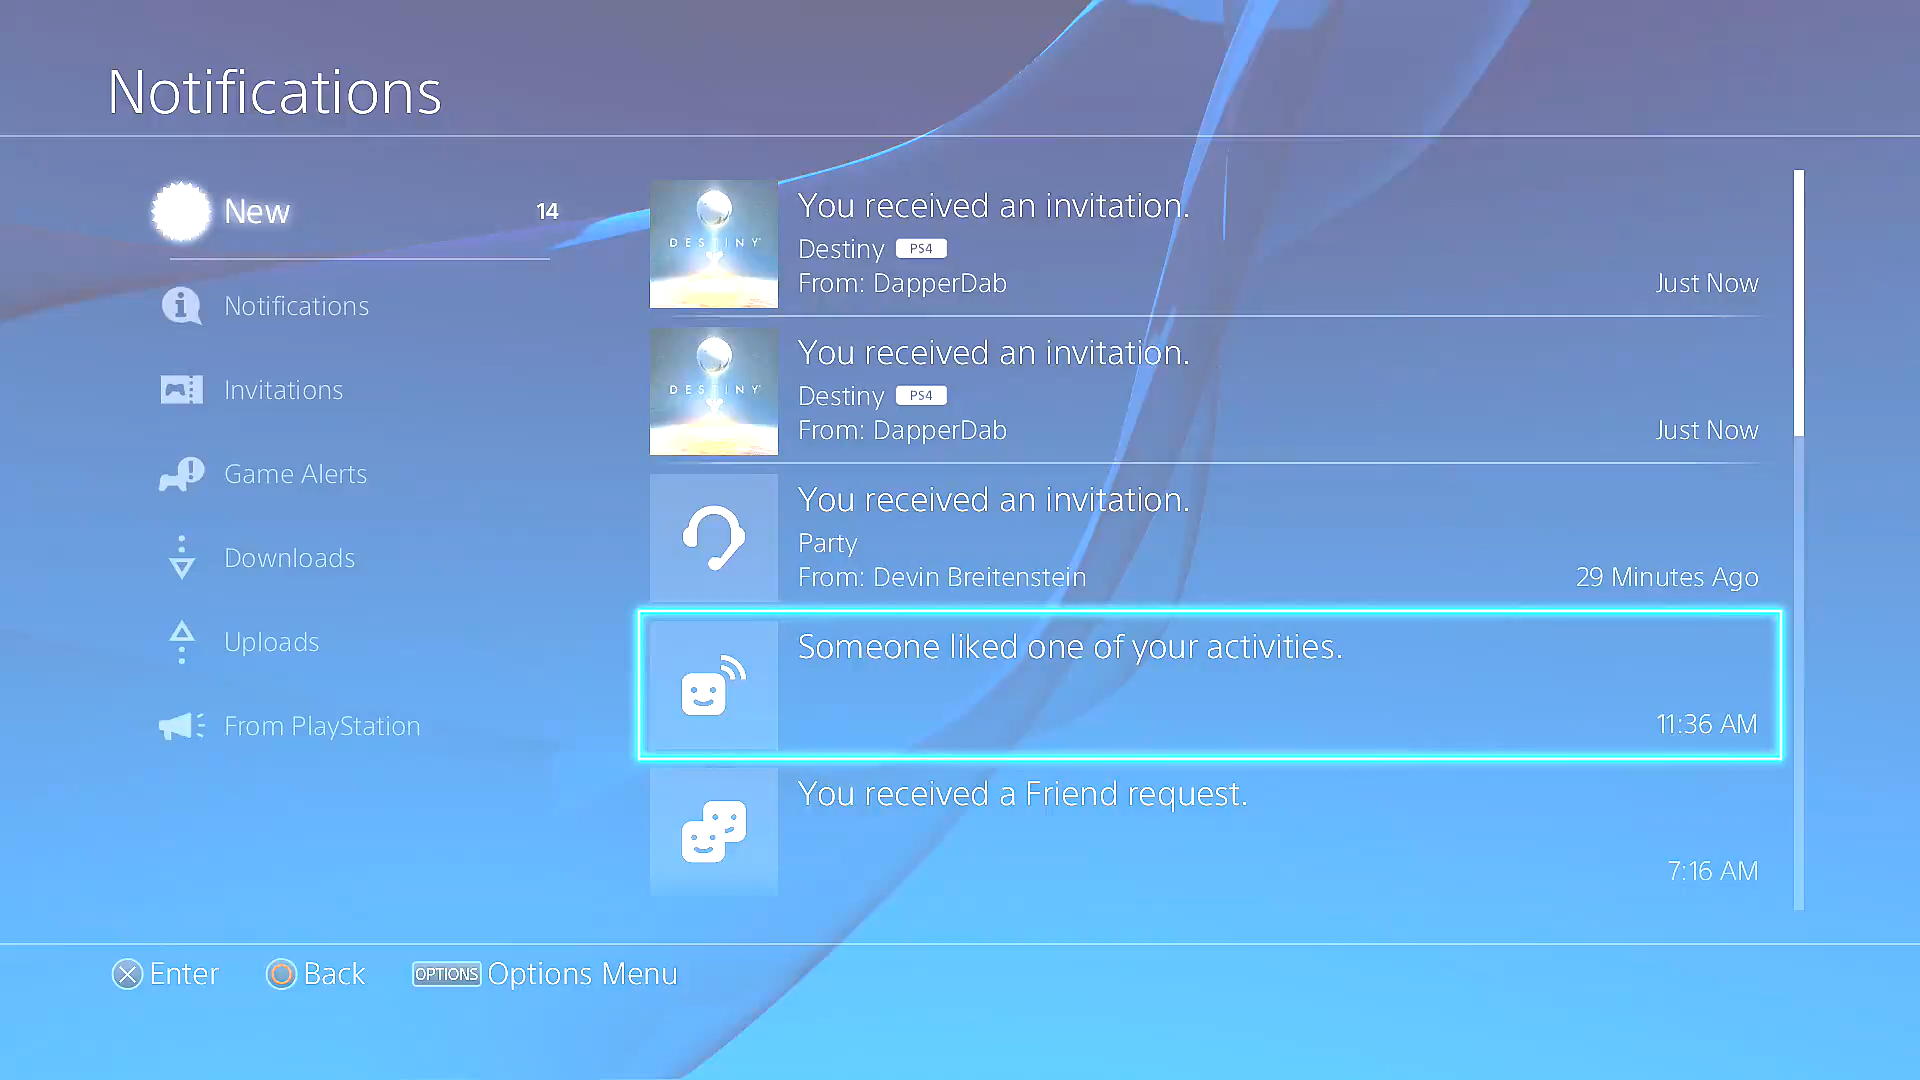 Notifications
New 14
Notifications
Invitations
Game Alerts
Downloads
Uploads
From PlayStation
DESTINY
You received an invitation.
Destiny PS4
From: DapperDab Just Now
DESTINY
You received an invitation.
Destiny PS4
From: DapperDab Just Now
You received an invitation.
Party
From: Devin Breitenstein 29 Minutes Ago
Someone liked one of your activities.
11:36 AM
You received a Friend request.
7:16 AM
Enter Back OPTIONS Options Menu